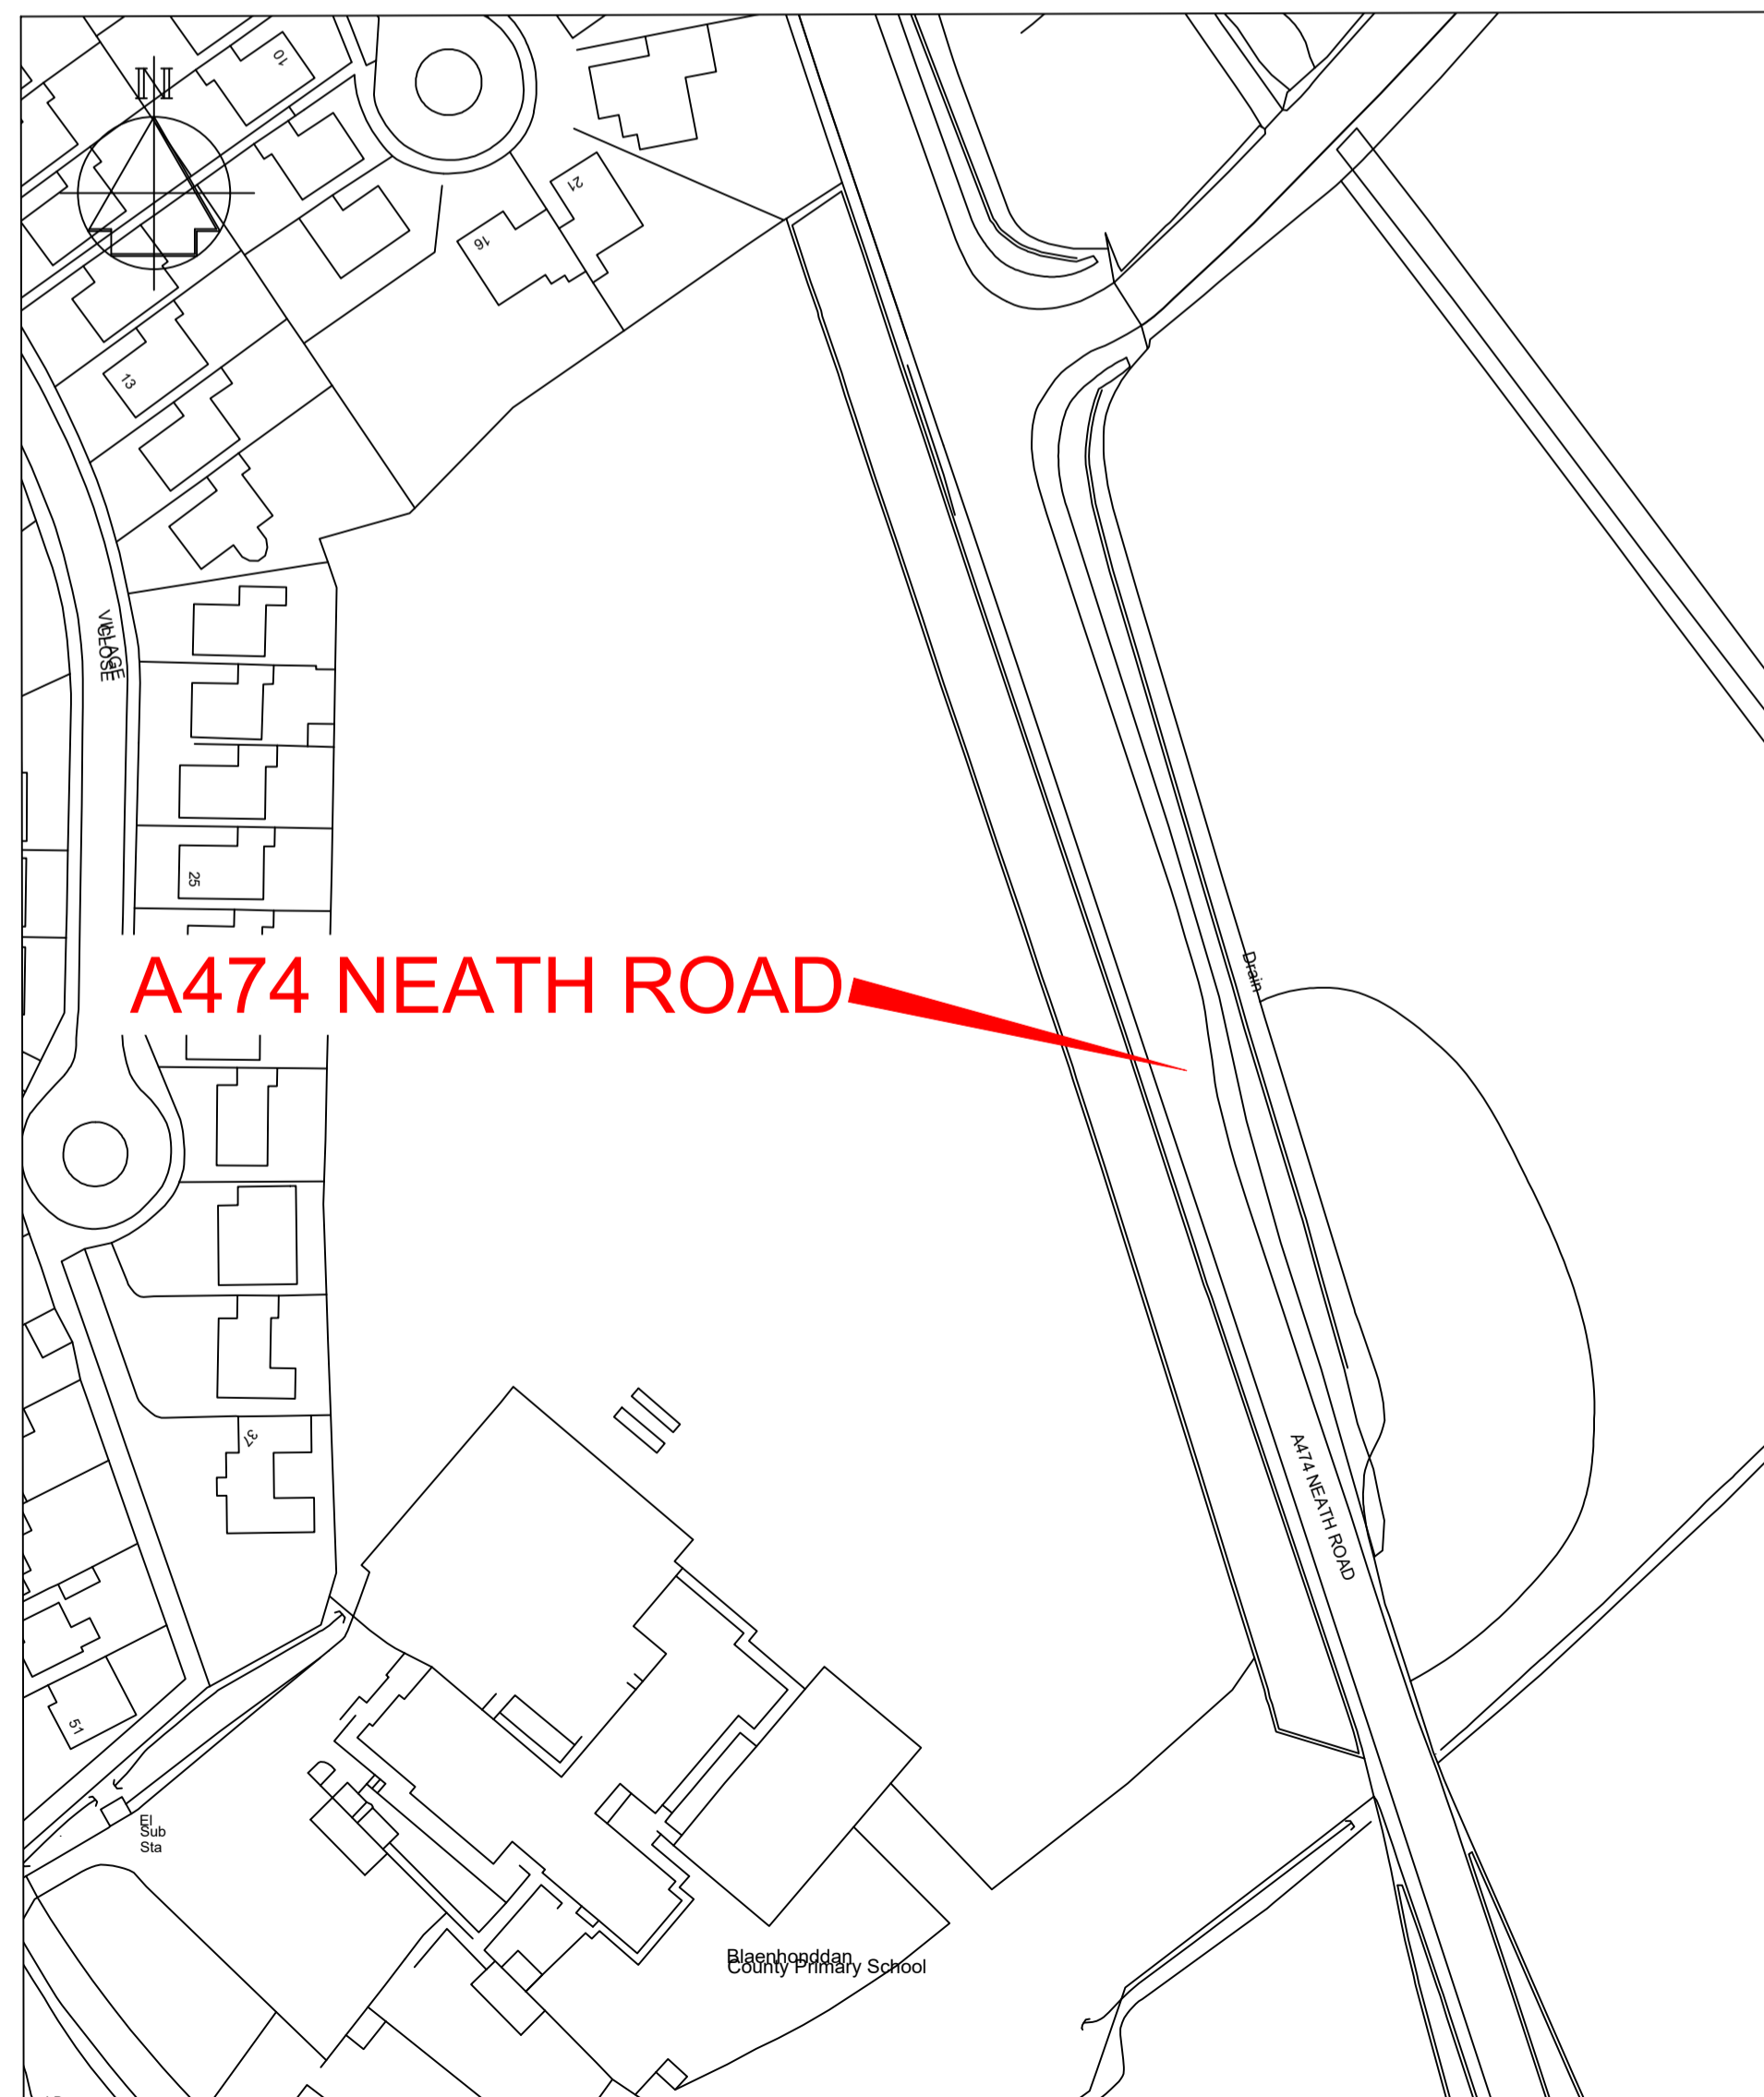 10
21
16
13
VILLAGE
CLOSE
25
A474 NEATH ROAD
Drain
A474 NEATH ROAD
37
51
El
Sub
Sta
Blaenhonddan
County Primary School